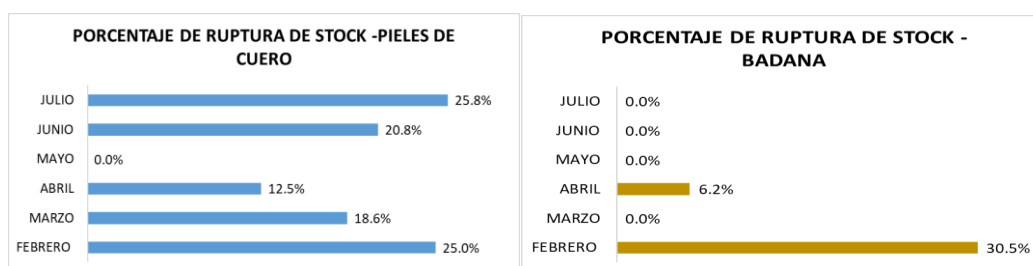 PORCENTAJE DE RUPTURA DE STOCK -PIELES DE
CUERO
JULIO 25.8%
JUNIO 20.8%
MAYO 0.0%
ABRIL 12.5%
MARZO 18.6%
FEBRERO 25.0%
PORCENTAJE DE RUPTURA DE STOCK -
BADANA
JULIO 0.0%
JUNIO 0.0%
MAYO 0.0%
ABRIL 6.2%
MARZO 0.0%
FEBRERO 30.5%